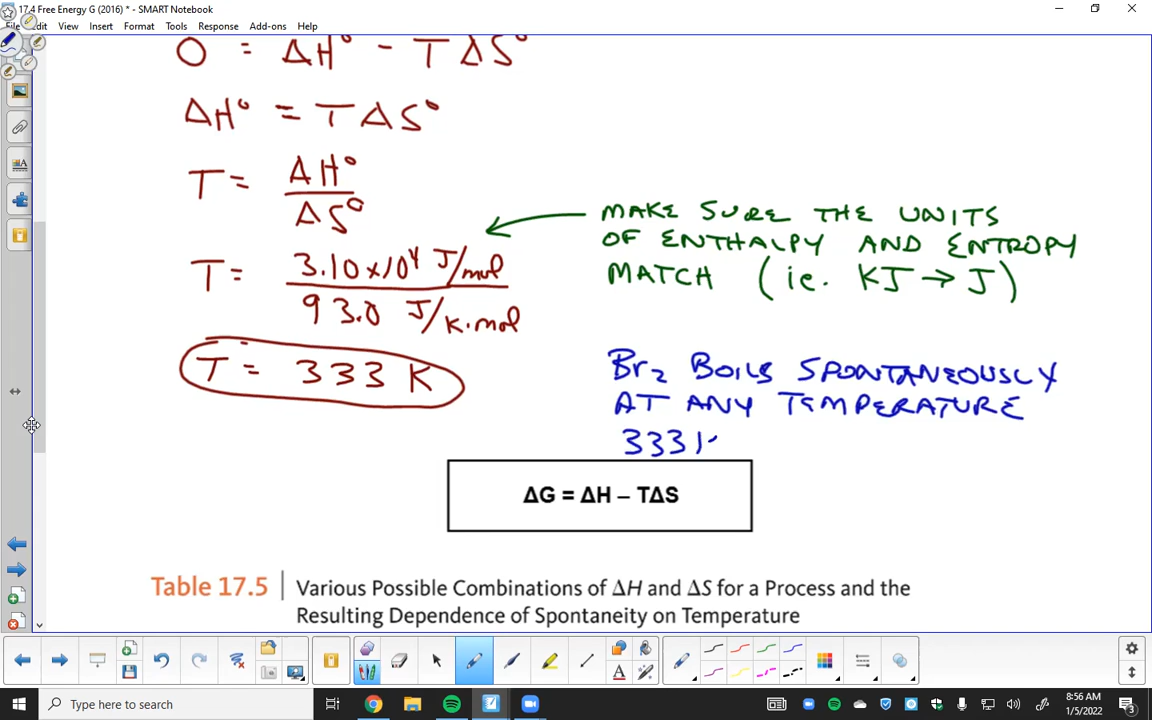 17.4 Free Energy G (2016) * - SMART Notebook
File Edit View Insert Format Tools Response Add-ons Help
0 = ΔH° - TΔS°
ΔH° = TΔS°
T = ΔH°
ΔS°
MAKE SURE THE UNITS
OF ENTHALPY AND ENTROPY
MATCH (ie. KJ → J)
T = 3.10x10⁴ J/mol
93.0 J/K·mol
T = 333 K
Br₂ BOILS SPONTANEOUSLY
AT ANY TEMPERATURE
333
ΔG = ΔH – TΔS
Table 17.5 Various Possible Combinations of ΔH and ΔS for a Process and the
Resulting Dependence of Spontaneity on Temperature
Type here to search
8:56 AM
1/5/2022
3